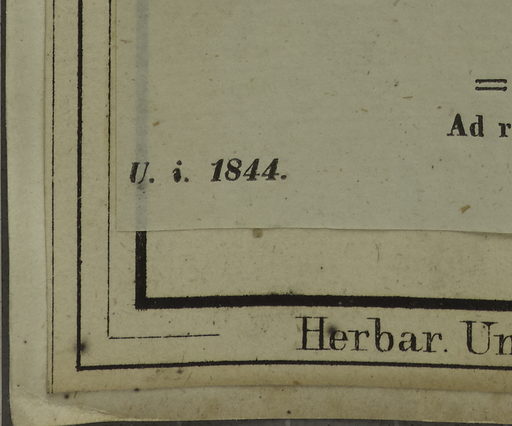 =
Ad r
U. i. 1844.
Herbar. Un